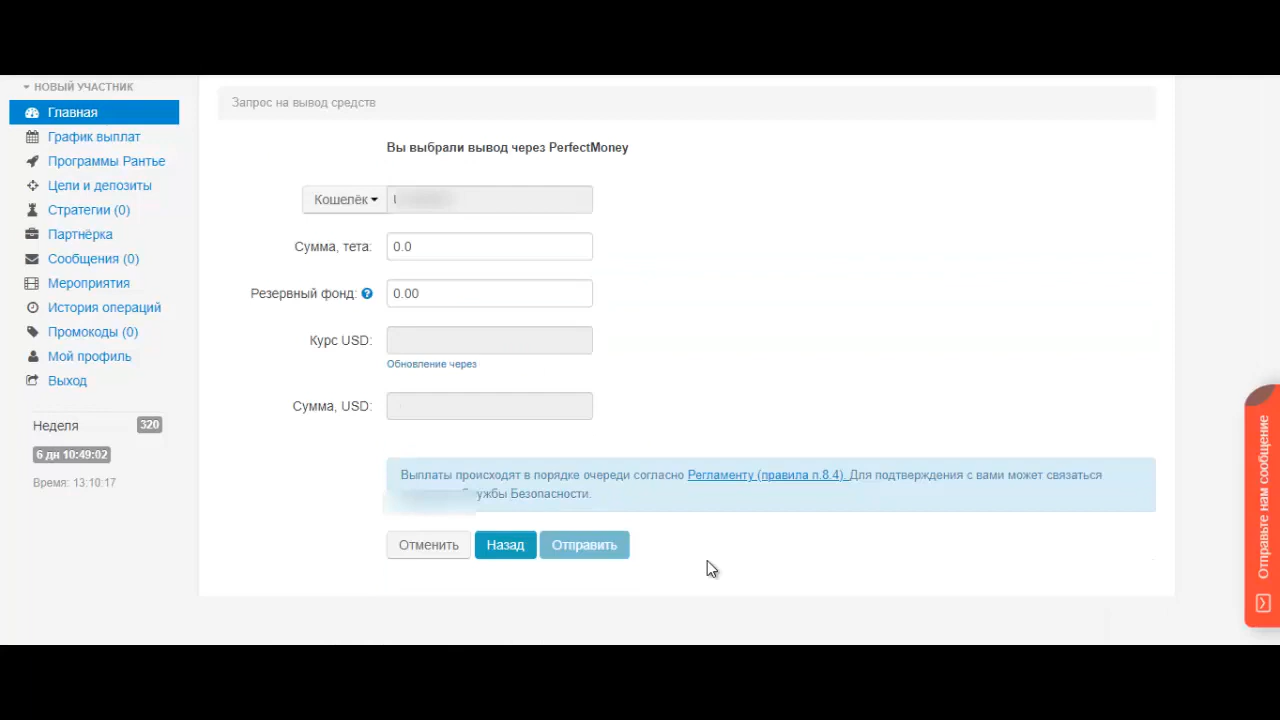 НОВЫЙ УЧАСТНИК
Главная
График выплат
Программы Рантье
Цели и депозиты
Стратегии (0)
Партнёрка
Сообщения (0)
Мероприятия
История операций
Промокоды (0)
Мой профиль
Выход
Неделя 320
6 дн 10:49:02
Время: 13:10:17
Запрос на вывод средств
Вы выбрали вывод через PerfectMoney
Кошелёк
Сумма, тета: 0.0
Резервный фонд: ? 0.00
Курс USD:
Обновление через
Сумма, USD:
Выплаты происходят в порядке очереди согласно Регламенту (правила п.8.4) Для подтверждения с вами может связаться
Безопасности.
Отменить Назад Отправить
Отправьте нам сообщение